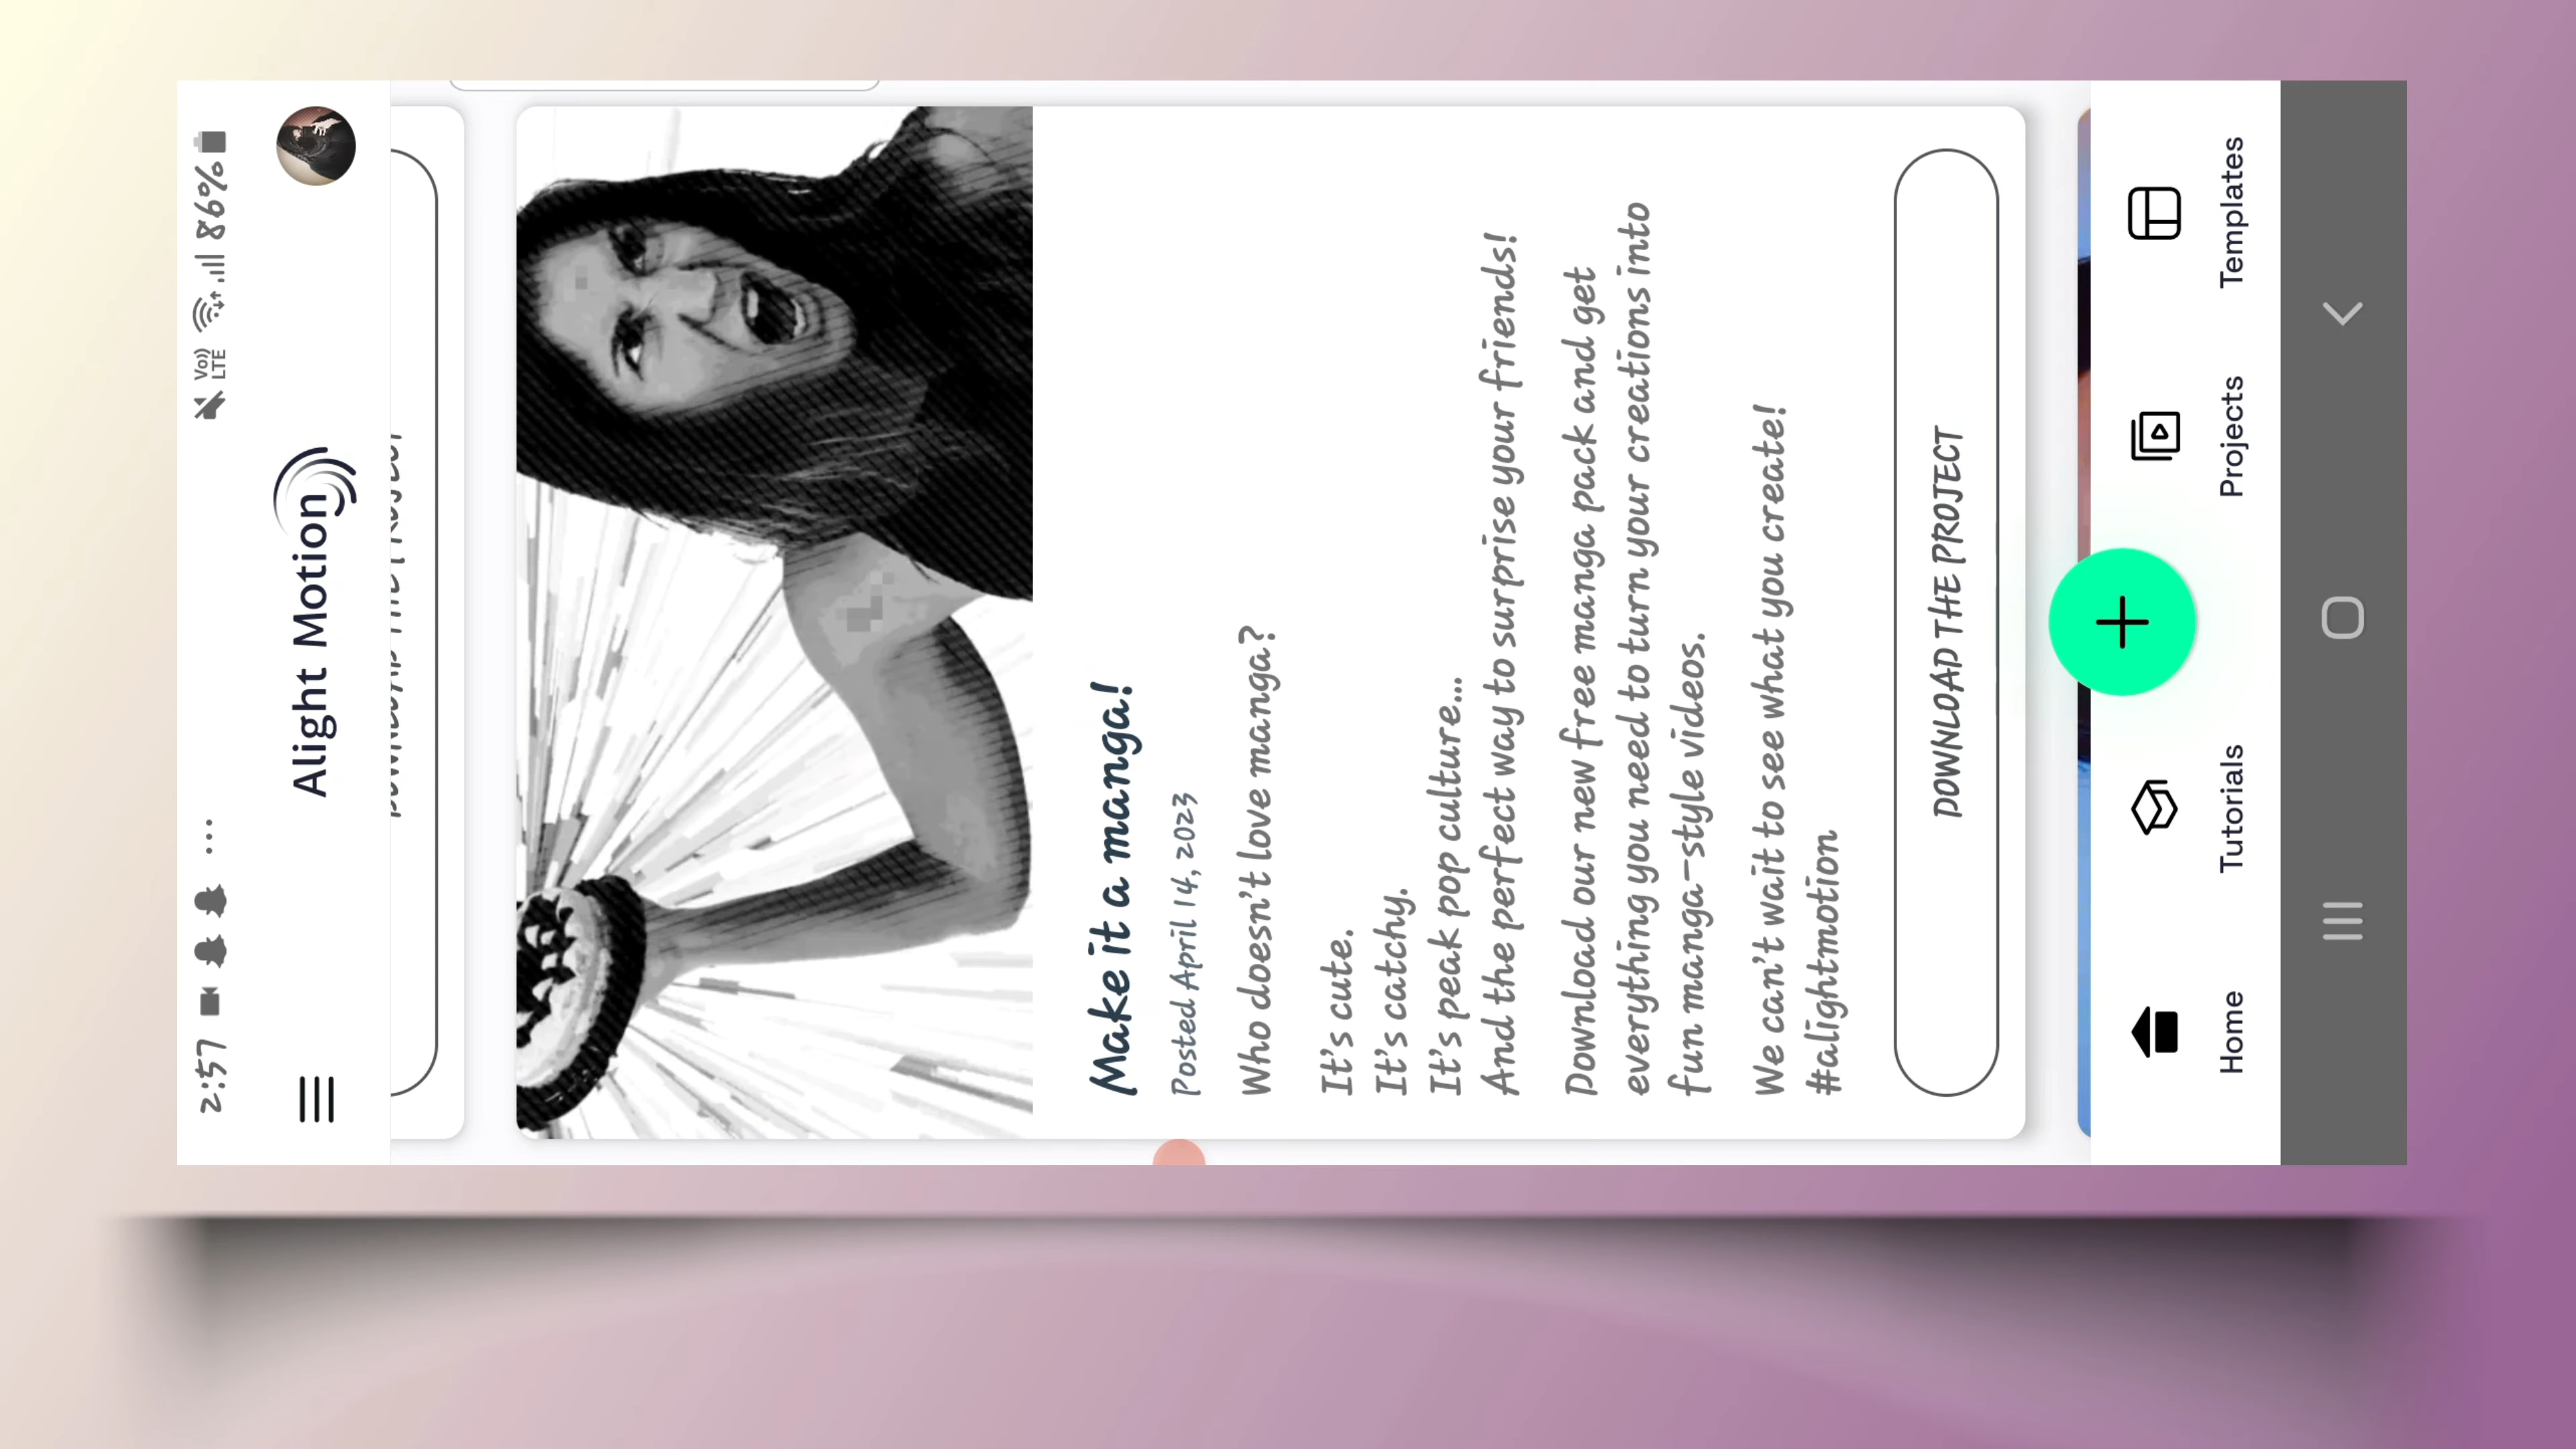 2:57
Vo))
LTE
86%
Alight Motion
Make it a manga!
Posted April 14, 2023
Who doesn't love manga?
It's cute.
It's catchy.
It's peak pop culture...
And the perfect way to surprise your friends!
Download our new free manga pack and get
everything you need to turn your creations into
fun manga-style videos.
We can't wait to see what you create!
#alightmotion
DOWNLOAD THE PROJECT
Home
Tutorials
Projects
Templates